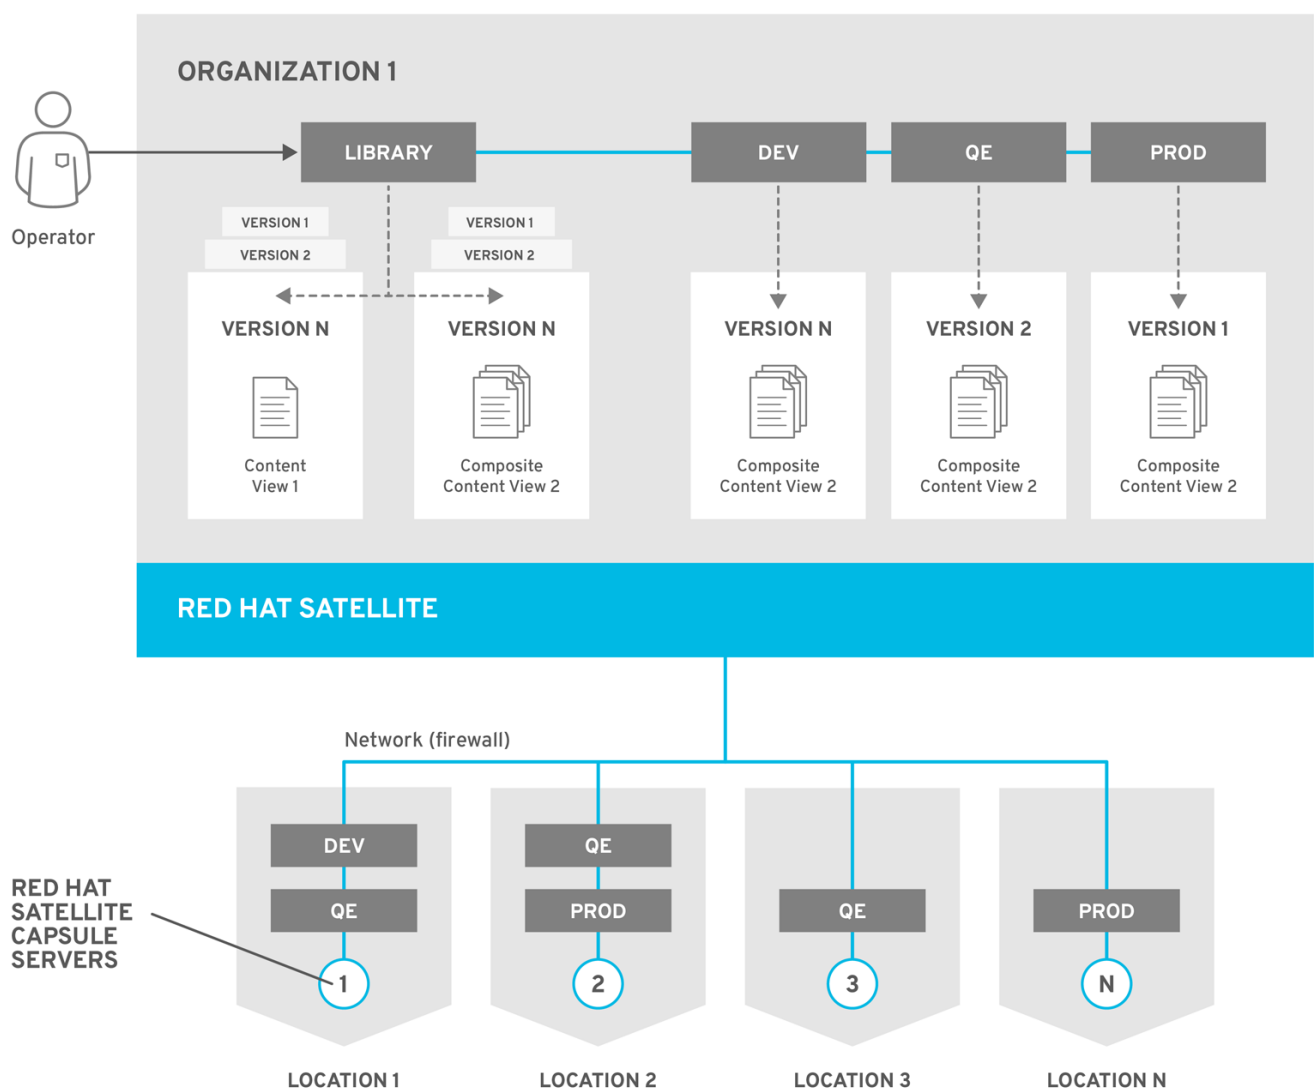 ORGANIZATION 1
LIBRARY
DEV
QE
PROD
Operator
VERSION 1
VERSION 2
VERSION 1
VERSION 2
VERSION N
Content
View 1
VERSION N
Composite
Content View 2
VERSION N
Composite
Content View 2
VERSION 2
Composite
Content View 2
VERSION 1
Composite
Content View 2
RED HAT SATELLITE
Network (firewall)
RED HAT
SATELLITE
CAPSULE
SERVERS
DEV
QE
1
LOCATION 1
QE
PROD
2
LOCATION 2
QE
3
LOCATION 3
PROD
N
LOCATION N